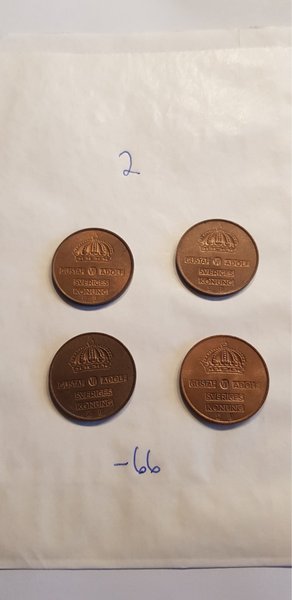 2
GUSTAF VI ADOLF
SVERIGES
KONUNG
GUSTAF VI ADOLF
SVERIGES
KONUNG
GUSTAF VI ADOLF
SVERIGES
KONUNG
GUSTAF VI ADOLF
SVERIGES
KONUNG
-66